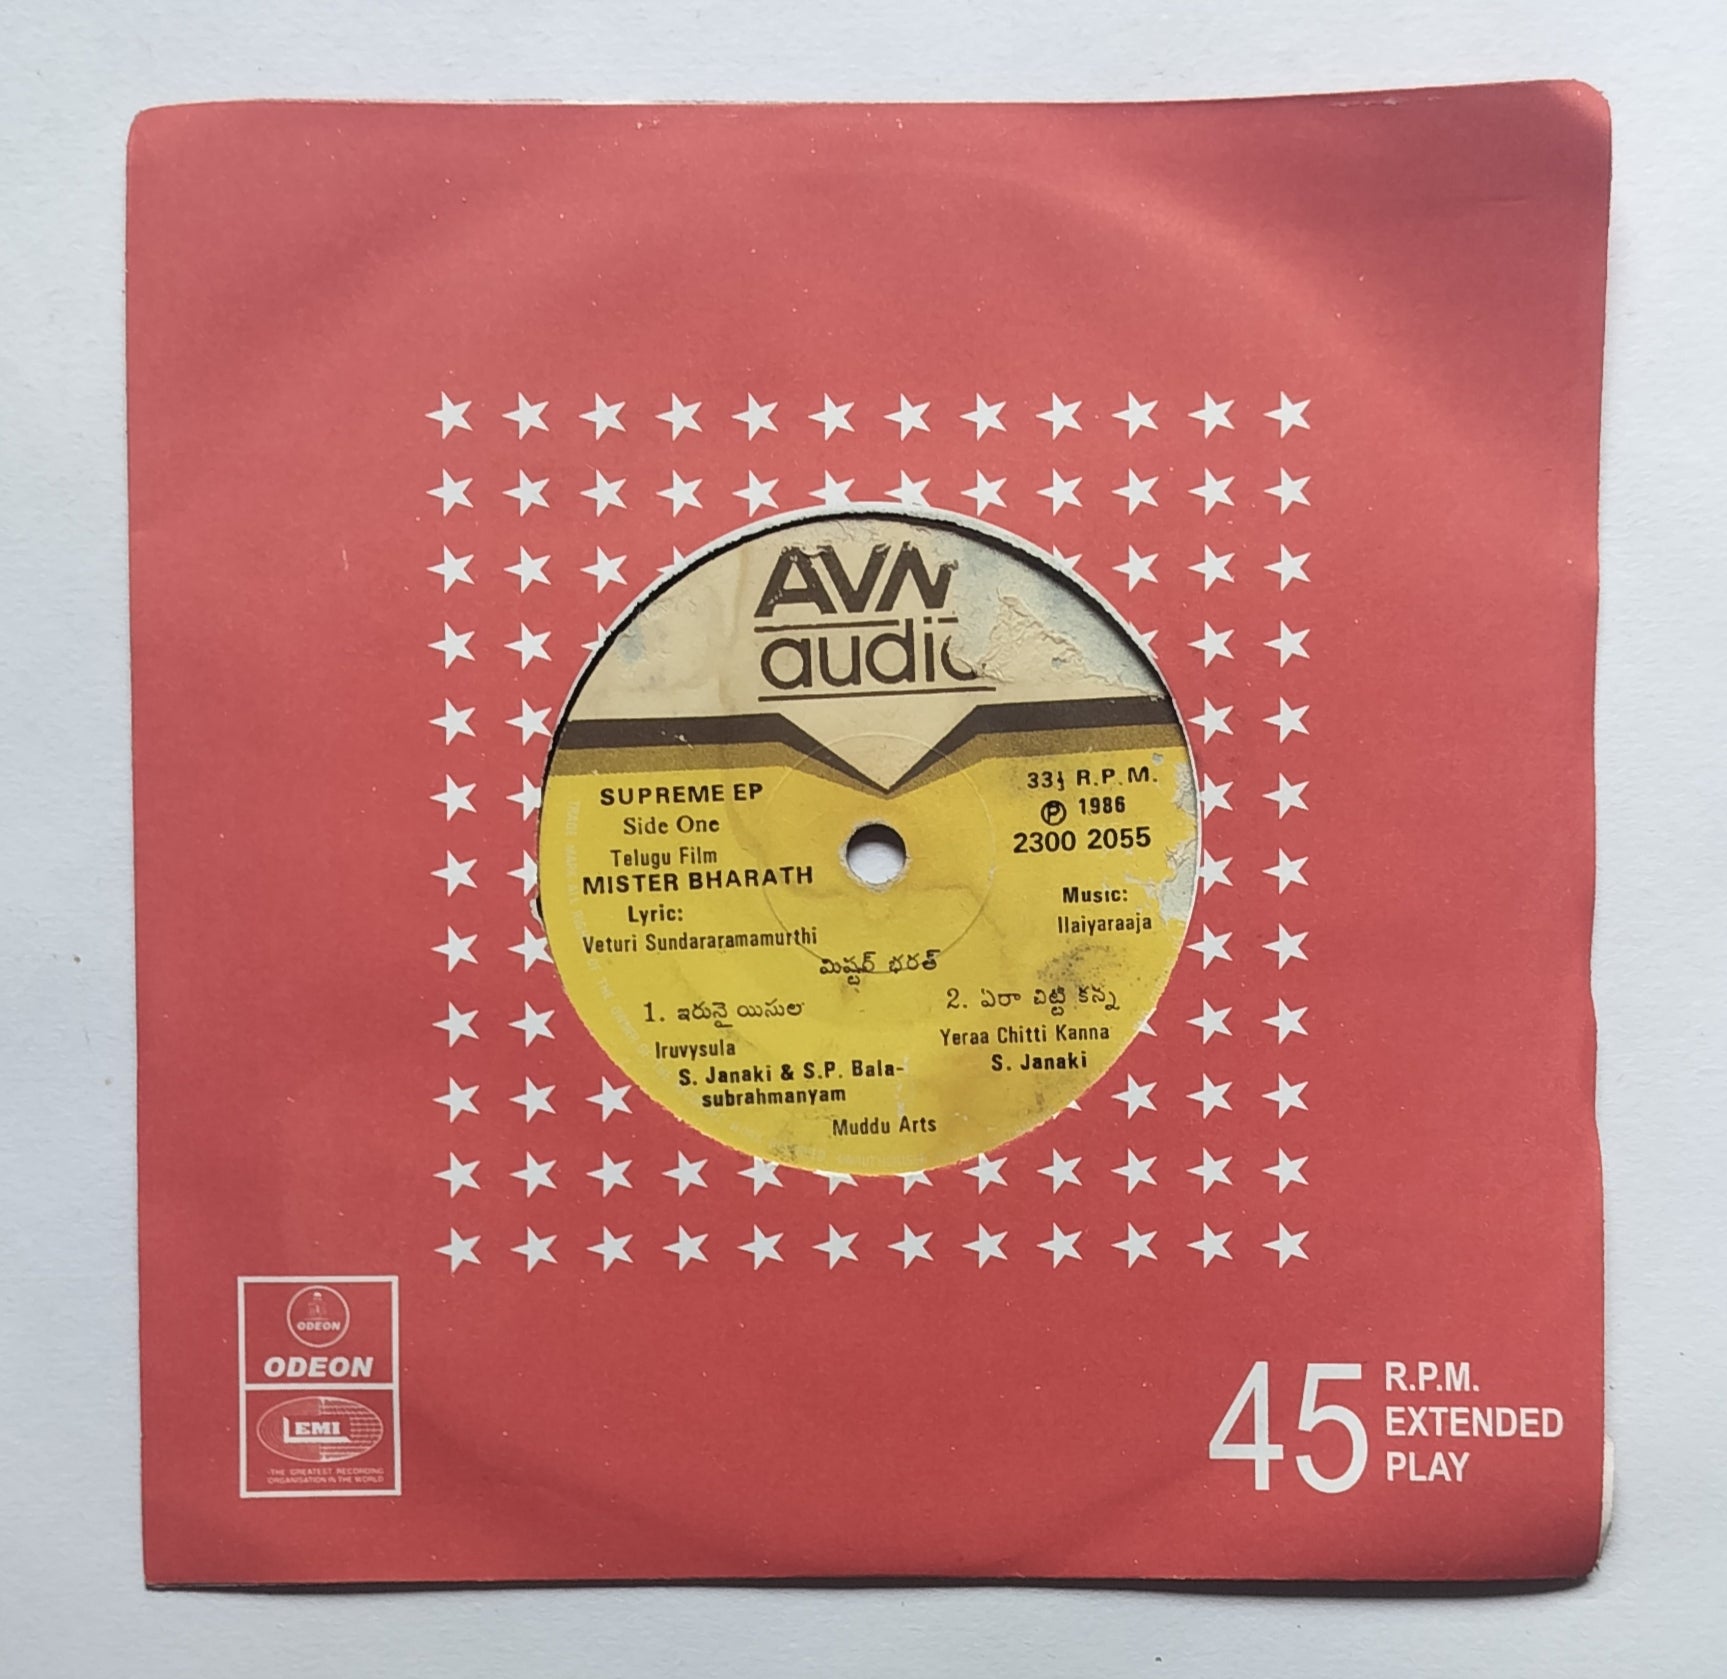 AVN
audio
SUPREME EP
Side One
Telugu Film
MISTER BHARATH
Lyric:
Veturi Sundararamamurthi
33⅓ R.P.M.
Ⓟ 1986
2300 2055
Music:
Ilaiyaraaja
మిష్టర్ భరత్
1. ఇరువై యిసుల
Iruvysula
S. Janaki & S.P. Bala-
subrahmanyam
2. ఏరా చిట్టి కన్న
Yeraa Chitti Kanna
S. Janaki
Muddu Arts
ODEON
ODEON
EMI
THE GREATEST RECORDING
ORGANISATION IN THE WORLD
45 R.P.M.
EXTENDED
PLAY